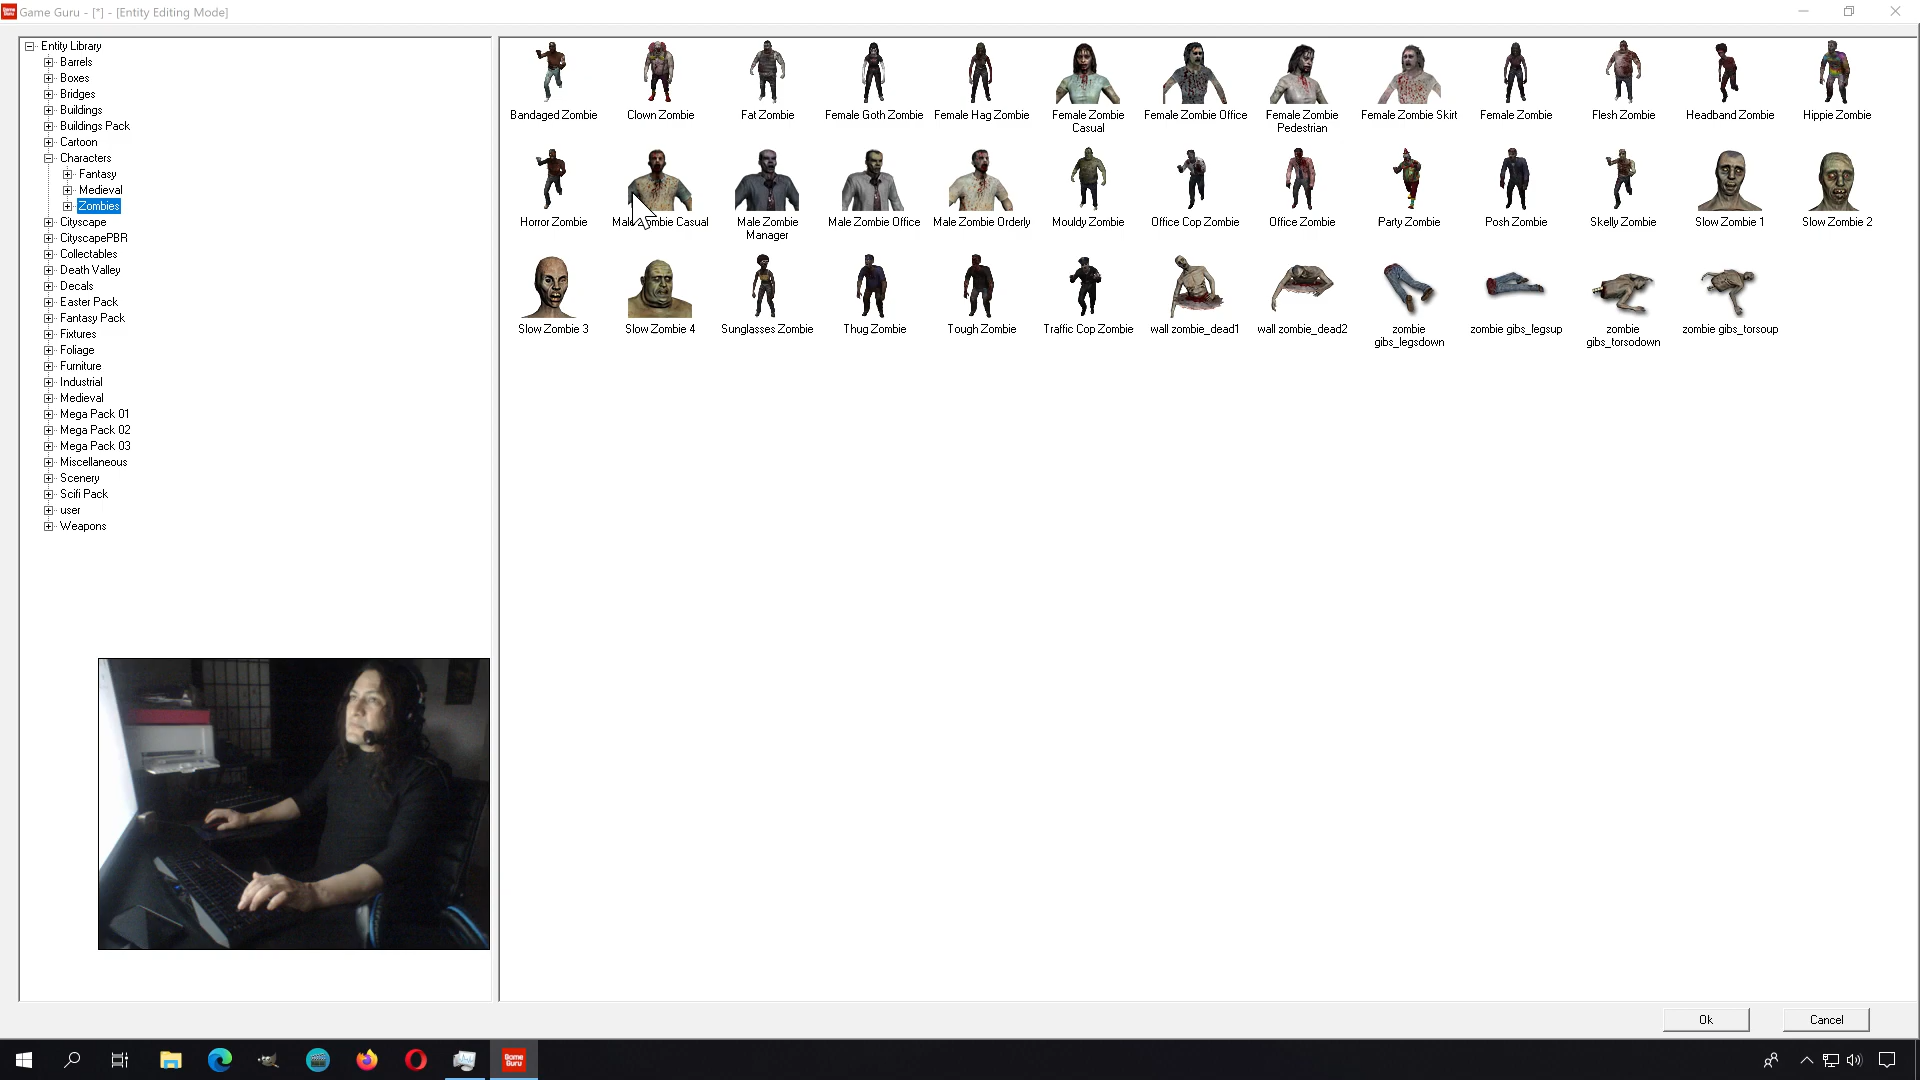 Game Guru - [*] - [Entity Editing Mode]
Entity Library
Barrels
Boxes
Bridges
Buildings
Buildings Pack
Cartoon
Characters
Fantasy
Medieval
Zombies
Cityscape
CityscapePBR
Collectables
Death Valley
Decals
Easter Pack
Fantasy Pack
Fixtures
Foliage
Furniture
Industrial
Medieval
Mega Pack 01
Mega Pack 02
Mega Pack 03
Miscellaneous
Scenery
Scifi Pack
user
Weapons
Bandaged Zombie
Clown Zombie
Fat Zombie
Female Goth Zombie
Female Hag Zombie
Female Zombie
Casual
Female Zombie Office
Female Zombie
Pedestrian
Female Zombie Skirt
Female Zombie
Flesh Zombie
Headband Zombie
Hippie Zombie
Horror Zombie
Male Zombie Casual
Male Zombie
Manager
Male Zombie Office
Male Zombie Orderly
Mouldy Zombie
Office Cop Zombie
Office Zombie
Party Zombie
Posh Zombie
Skelly Zombie
Slow Zombie 1
Slow Zombie 2
Slow Zombie 3
Slow Zombie 4
Sunglasses Zombie
Thug Zombie
Tough Zombie
Traffic Cop Zombie
wall zombie_dead1
wall zombie_dead2
zombie
gibs_legsdown
zombie gibs_legsup
zombie
gibs_torsodown
zombie gibs_torsoup
Ok
Cancel
Game
Guru